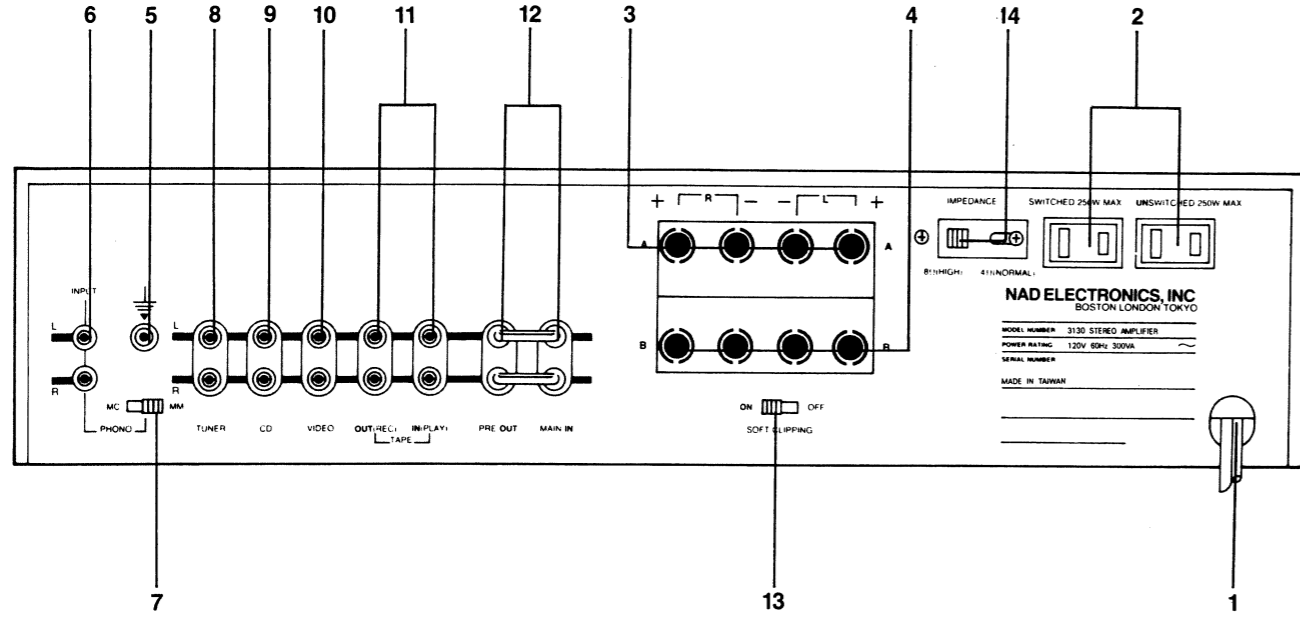 6 5 8 9 10 11 12 3 4 14 2
+ R − − L +
IMPEDANCE
SWITCHED 250W MAX
UNSWITCHED 250W MAX
A A
8Ω(HIGH) 4Ω(NORMAL)
INPUT
NAD ELECTRONICS, INC
BOSTON LONDON TOKYO
L L
MODEL NUMBER 3130 STEREO AMPLIFIER
POWER RATING 120V 60Hz 300VA
B B
SERIAL NUMBER
R R
MADE IN TAIWAN
MC MM
ON OFF
PHONO
TUNER
CD
VIDEO
OUT(REC) IN(PLAY)
TAPE
PRE OUT
MAIN IN
SOFT CLIPPING
7 13 1